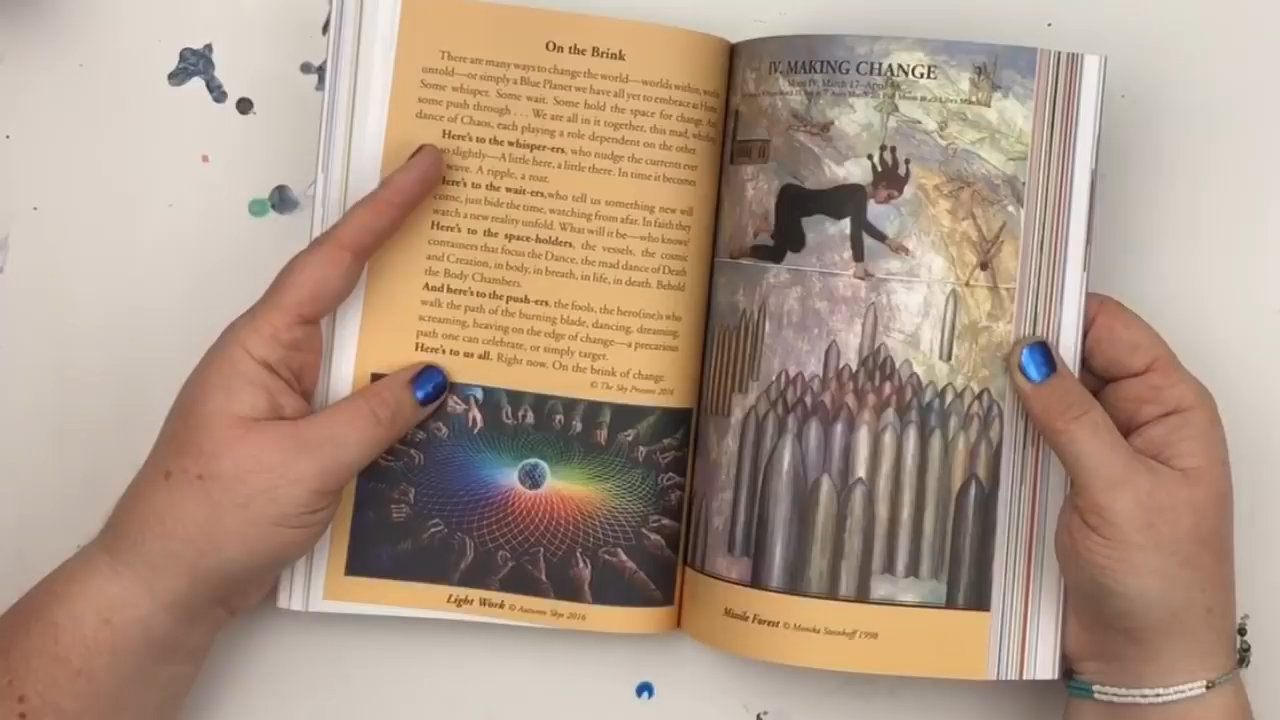 On the Brink
There are many ways to change the world—worlds within, worlds
untold—or simply a Blue Planet we have all yet to embrace as Home.
Some whisper. Some wait. Some hold the space for change. And
some push through . . . We are all in it together, this mad, whirling
dance of Chaos, each playing a role dependent on the other.
Here's to the whisper-ers, who nudge the currents ever
so slightly—A little here, a little there. In time it becomes
wave. A ripple, a roar.
Here's to the wait-ers, who tell us something new will
come, just bide the time, watching from afar. In faith they
watch a new reality unfold. What will it be—who knows?
Here's to the space-holders, the vessels, the cosmic
containers that focus the Dance, the mad dance of Death
and Creation, in body, in breath, in life, in death. Behold
the Body Chambers.
And here's to the push-ers, the fools, the hero(ine)s who
walk the path of the burning blade, dancing, dreaming,
screaming, heaving on the edge of change—a precarious
path one can celebrate, or simply target.
Here's to us all. Right now. On the brink of change.
© The Sky 2016
Light Work © Autumn Skye 2016
IV. MAKING CHANGE
Moon IV, March 17–April
Missile Forest © Monika Steinhoff 1998